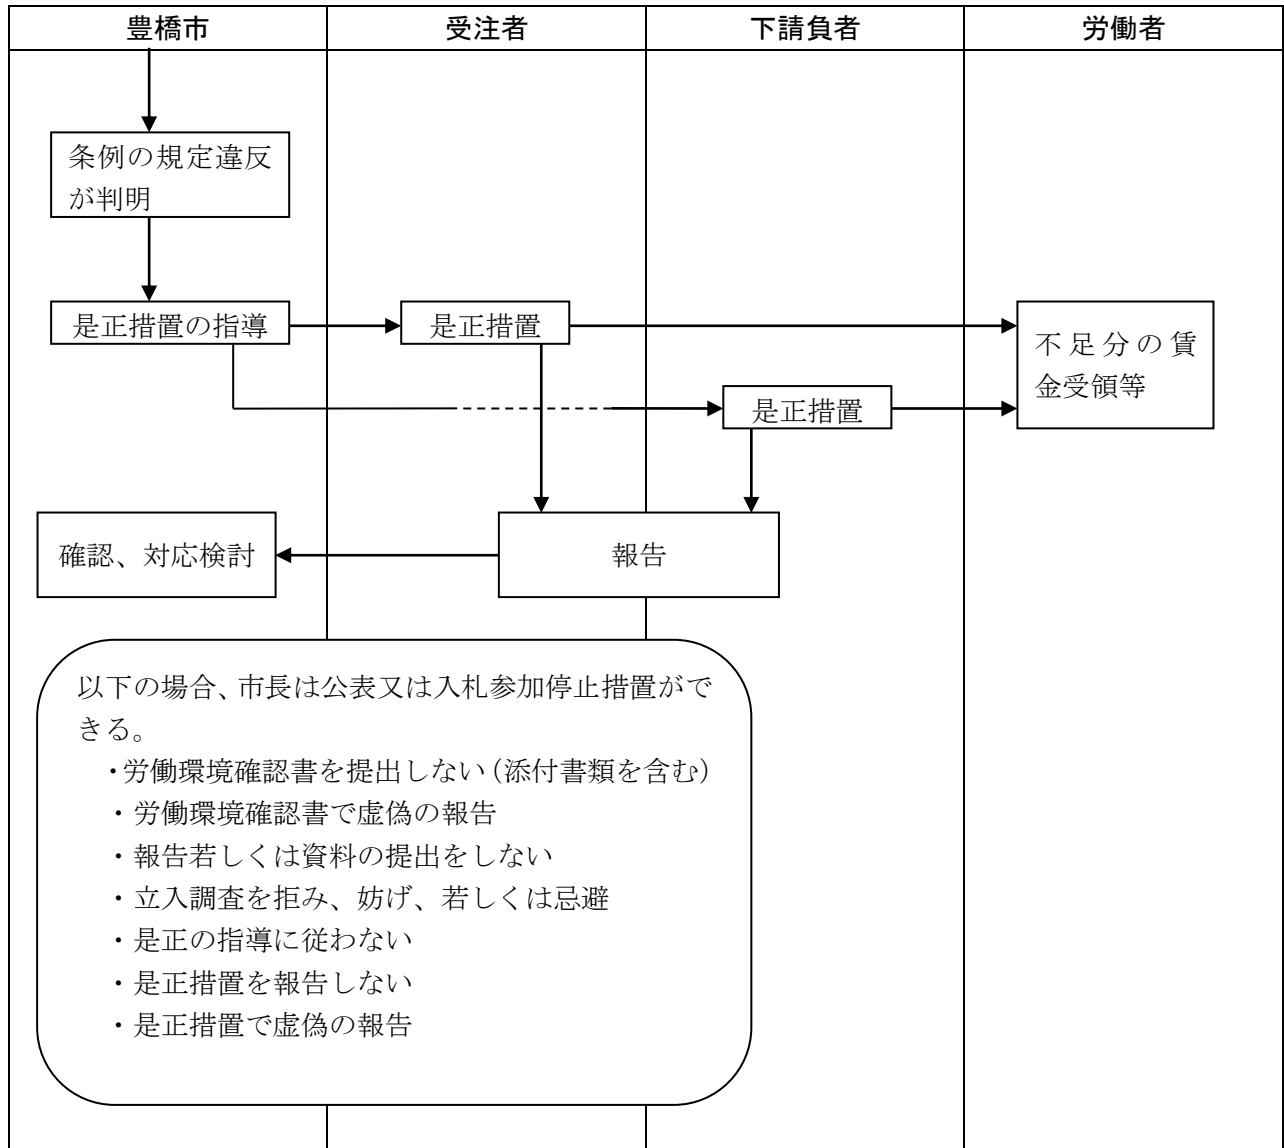 豊橋市
受注者
下請負者
労働者
条例の規定違反
が判明
是正措置の指導
是正措置
不足分の賃
金受領等
是正措置
確認、対応検討
報告
以下の場合、市長は公表又は入札参加停止措置がで
きる。
・労働環境確認書を提出しない（添付書類を含む）
・労働環境確認書で虚偽の報告
・報告若しくは資料の提出をしない
・立入調査を拒み、妨げ、若しくは忌避
・是正の指導に従わない
・是正措置を報告しない
・是正措置で虚偽の報告